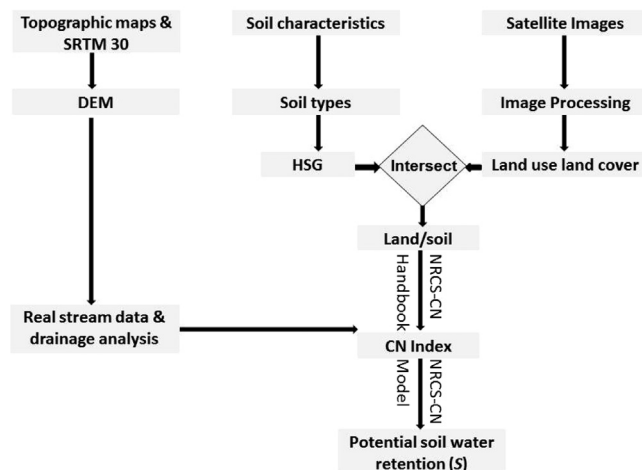 Topographic maps &
SRTM 30
Soil characteristics
Satellite Images
DEM
Soil types
Image Processing
HSG
Intersect
Land use land cover
Land/soil
NRCS-CN
Handbook
Real stream data &
drainage analysis
CN Index
NRCS-CN
Model
Potential soil water
retention (S)